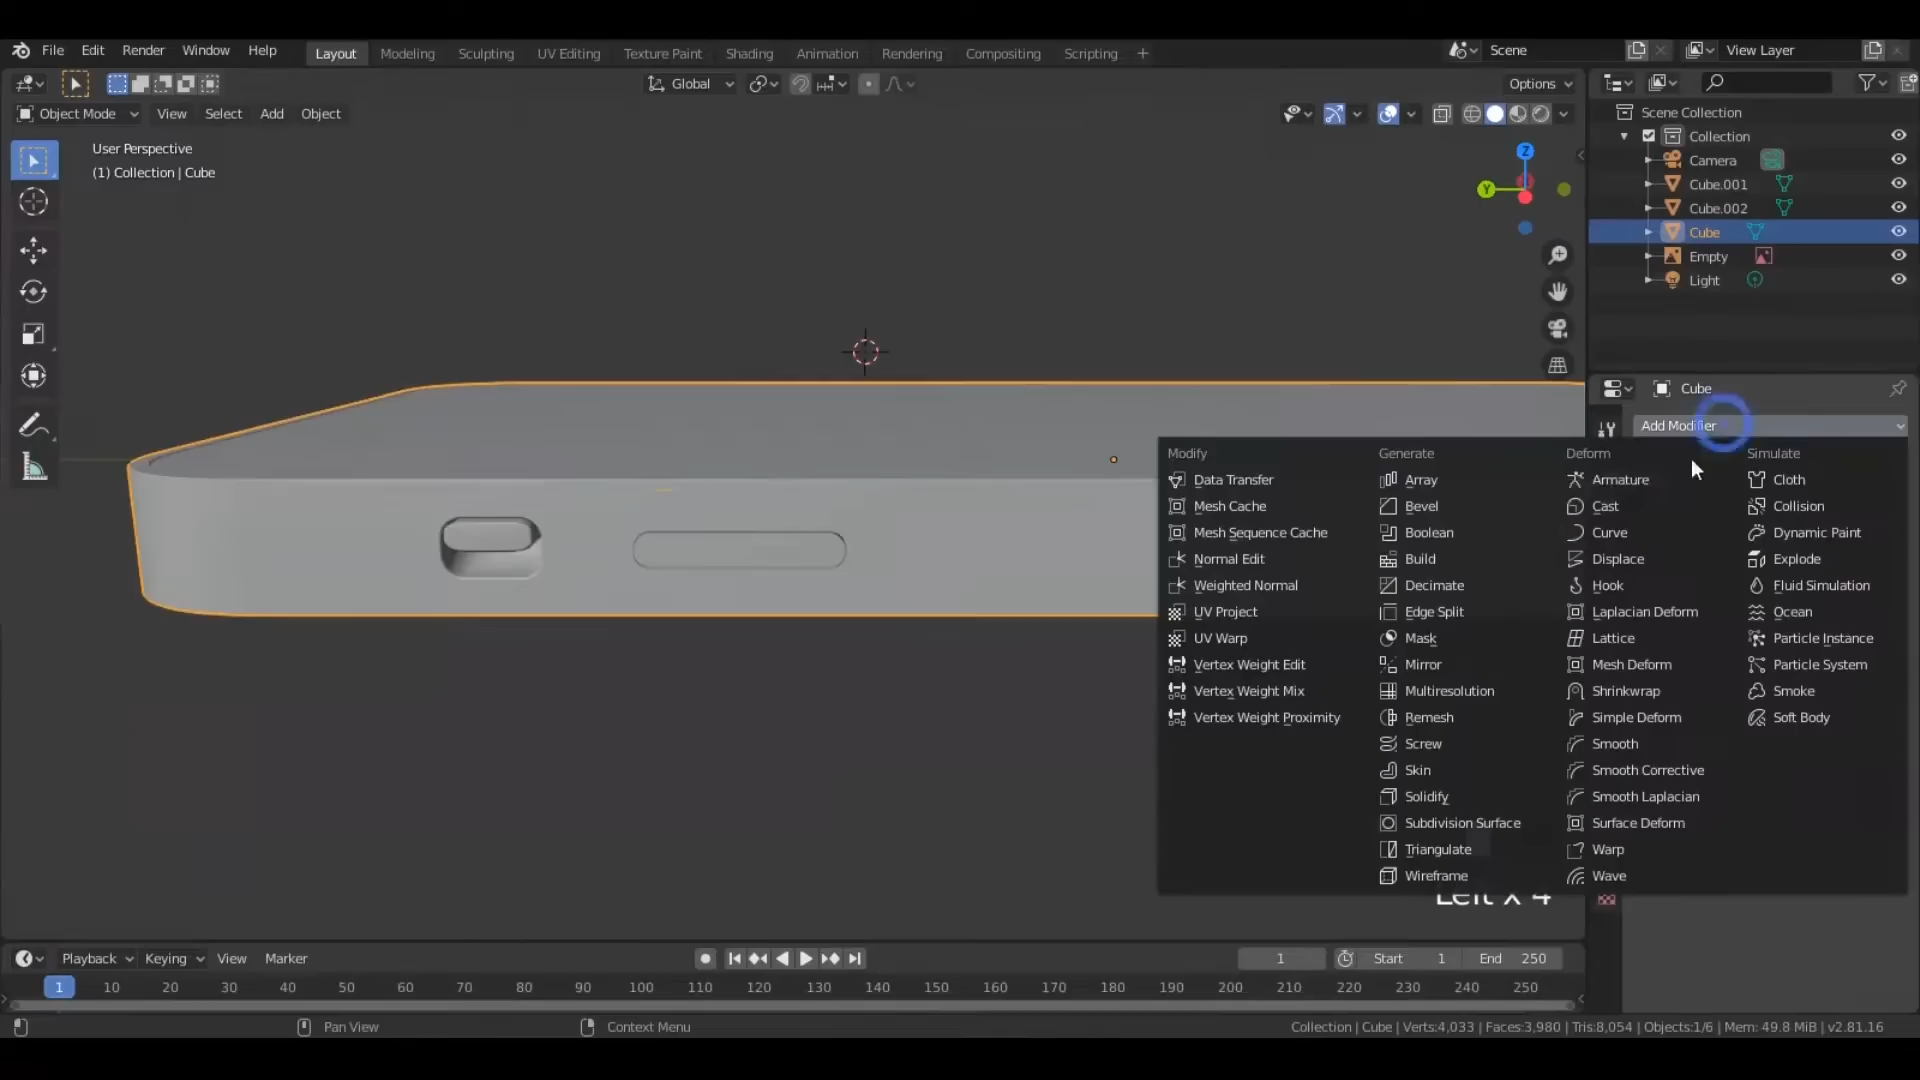 File Edit Render Window Help Layout Modeling Sculpting UV Editing Texture Paint Shading Animation Rendering Compositing Scripting + Scene View Layer
Global Options
Object Mode View Select Add Object
User Perspective
(1) Collection | Cube
Z
Y
Scene Collection
Collection
Camera
Cube.001
Cube.002
Cube
Empty
Light
Cube
Add Modifier
Modify Generate Deform Simulate
Data Transfer Array Armature Cloth
Mesh Cache Bevel Cast Collision
Mesh Sequence Cache Boolean Curve Dynamic Paint
Normal Edit Build Displace Explode
Weighted Normal Decimate Hook Fluid Simulation
UV Project Edge Split Laplacian Deform Ocean
UV Warp Mask Lattice Particle Instance
Vertex Weight Edit Mirror Mesh Deform Particle System
Vertex Weight Mix Multiresolution Shrinkwrap Smoke
Vertex Weight Proximity Remesh Simple Deform Soft Body
Screw Smooth
Skin Smooth Corrective
Solidify Smooth Laplacian
Subdivision Surface Surface Deform
Triangulate Warp
Wireframe Wave
Left x 4
Playback Keying View Marker 1 Start 1 End 250
1 10 20 30 40 50 60 70 80 90 100 110 120 130 140 150 160 170 180 190 200 210 220 230 240 250
Pan View Context Menu Collection | Cube | Verts:4,033 | Faces:3,980 | Tris:8,054 | Objects:1/6 | Mem: 49.8 MiB | v2.81.16